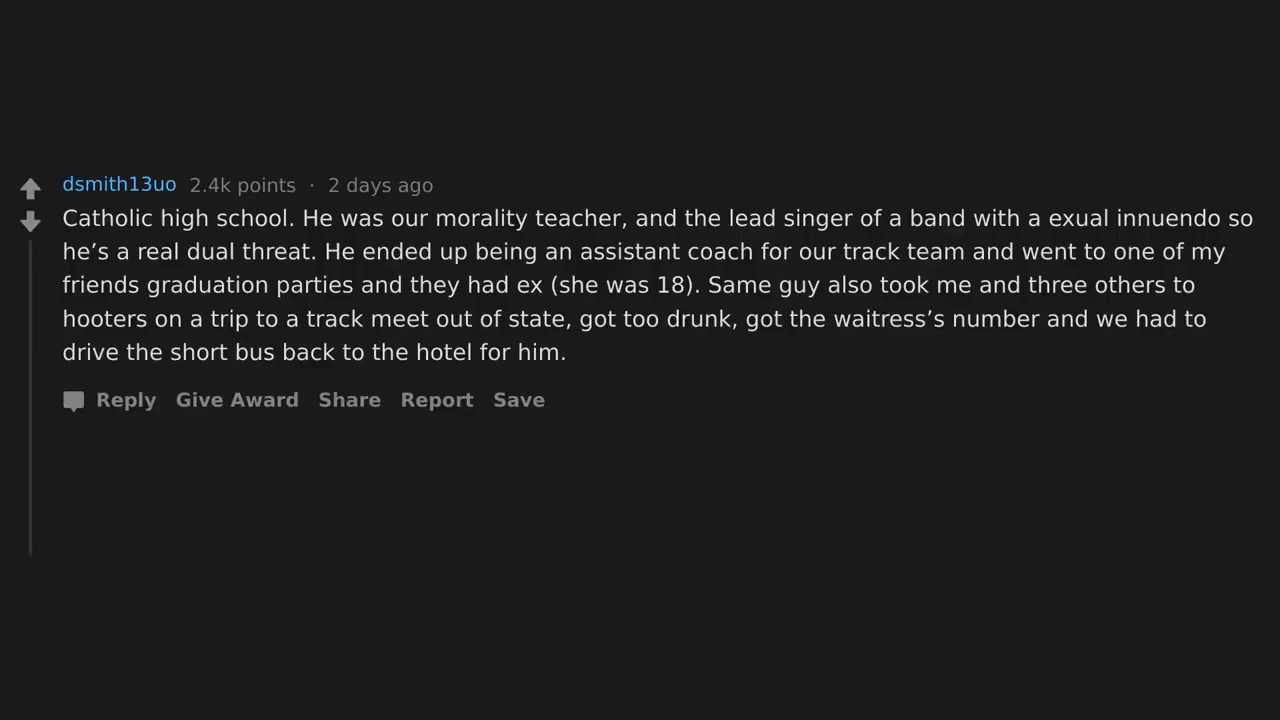 dsmith13uo 2.4k points · 2 days ago
Catholic high school. He was our morality teacher, and the lead singer of a band with a exual innuendo so
he’s a real dual threat. He ended up being an assistant coach for our track team and went to one of my
friends graduation parties and they had ex (she was 18). Same guy also took me and three others to
hooters on a trip to a track meet out of state, got too drunk, got the waitress’s number and we had to
drive the short bus back to the hotel for him.
Reply Give Award Share Report Save